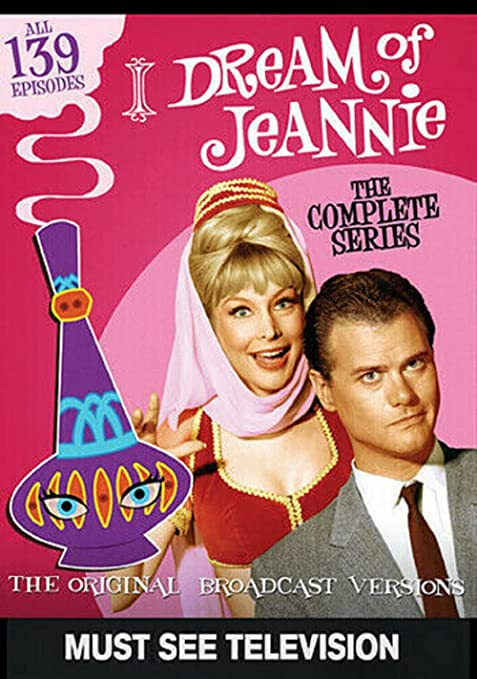 ALL
139
EPISODES
I DREAM of
JEANNIE
THE
COMPLETE
SERIES
THE ORIGINAL BROADCAST VERSIONS
MUST SEE TELEVISION